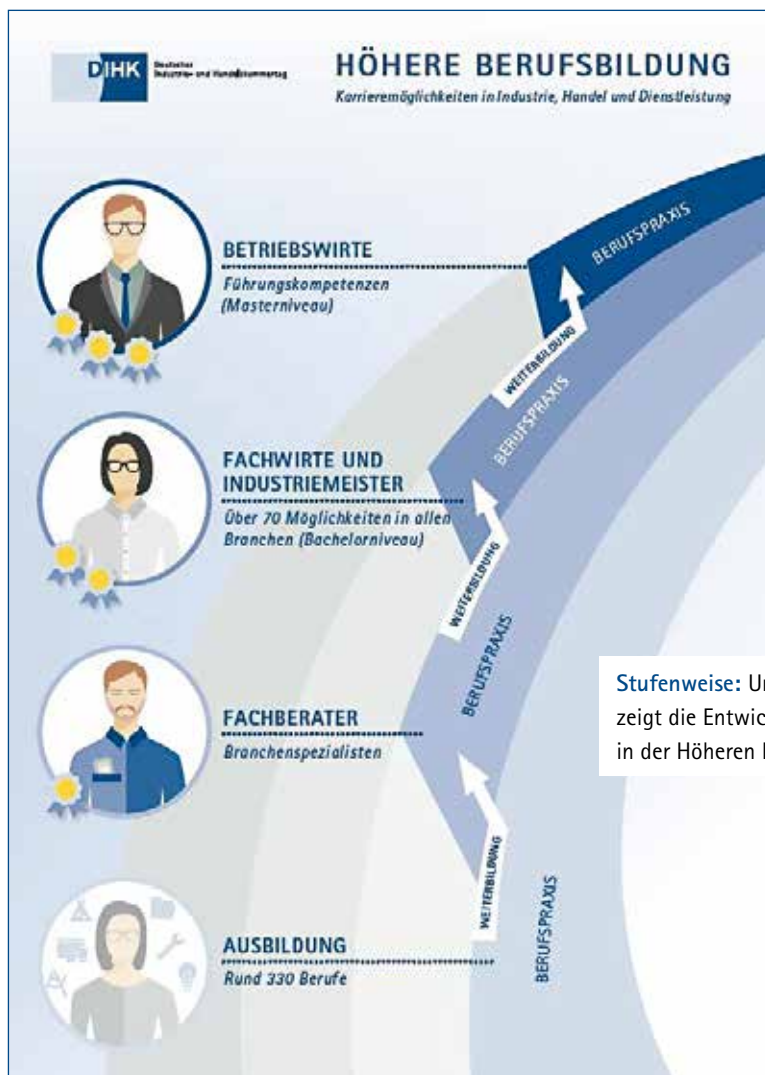 DIHK
Deutscher
Industrie- und Handelskammertag
HÖHERE BERUFSBILDUNG
Karrieremöglichkeiten in Industrie, Handel und Dienstleistung
BERUFSPRAXIS
BETRIEBSWIRTE
Führungskompetenzen
(Masterniveau)
WEITERBILDUNG
BERUFSPRAXIS
FACHWIRTE UND
INDUSTRIEMEISTER
Über 70 Möglichkeiten in allen
Branchen (Bachelorniveau)
WEITERBILDUNG
BERUFSPRAXIS
Stufenweise: Un
zeigt die Entwic
in der Höheren
FACHBERATER
Branchenspezialisten
WEITERBILDUNG
BERUFSPRAXIS
AUSBILDUNG
Rund 330 Berufe